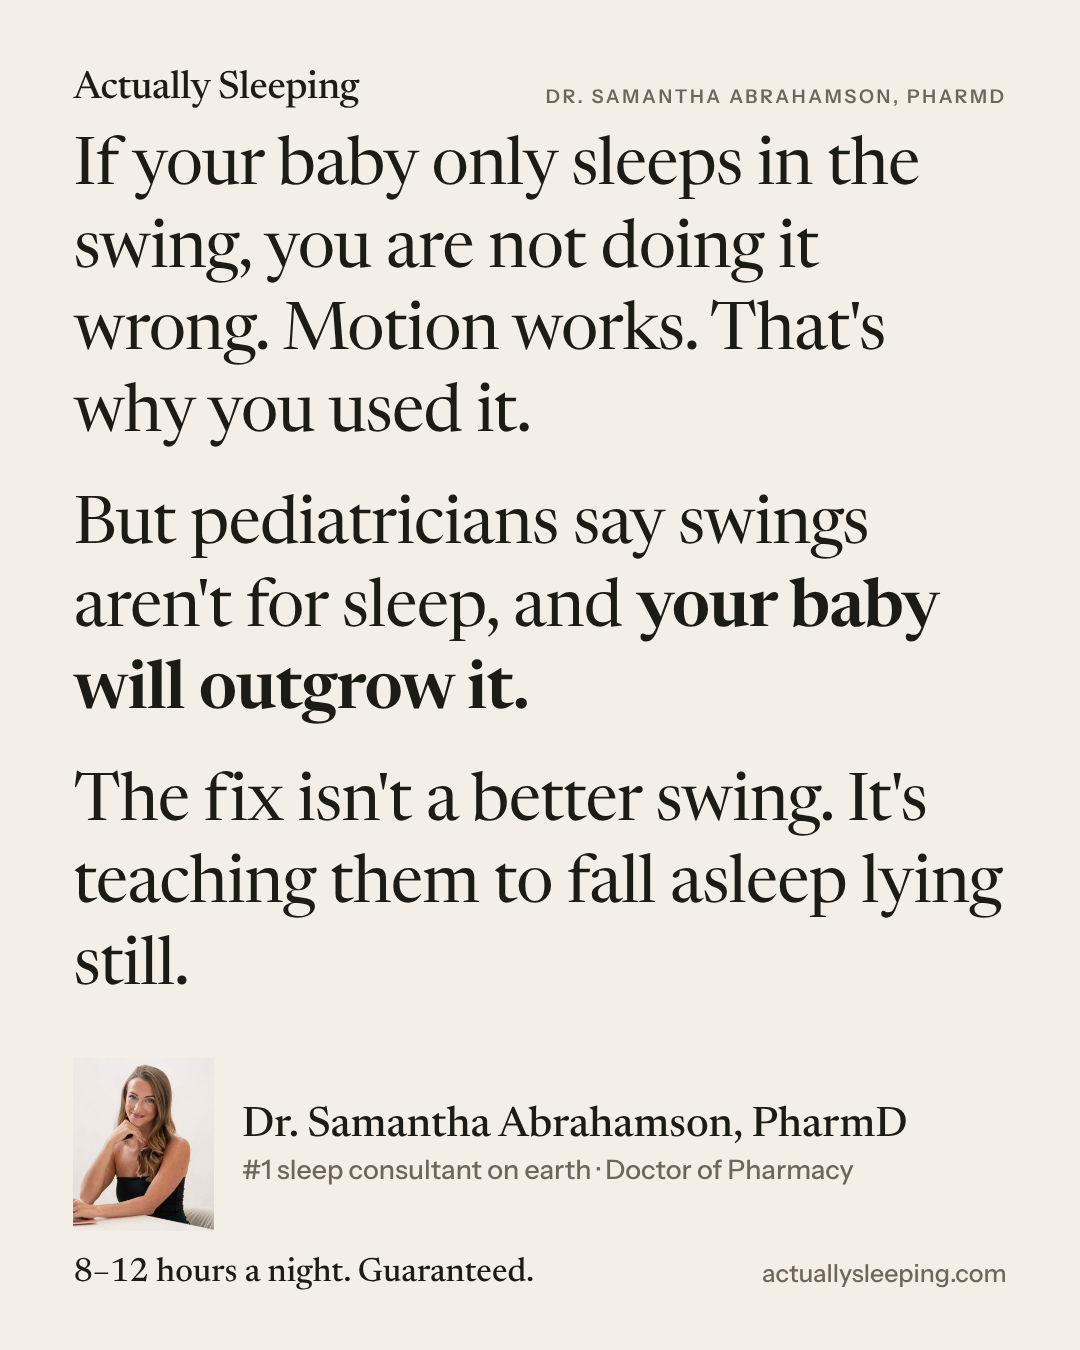 Actually Sleeping
DR. SAMANTHA ABRAHAMSON, PHARMD
If your baby only sleeps in the
swing, you are not doing it
wrong. Motion works. That's
why you used it.
But pediatricians say swings
aren't for sleep, and your baby
will outgrow it.
The fix isn't a better swing. It's
teaching them to fall asleep lying
still.
Dr. Samantha Abrahamson, PharmD
#1 sleep consultant on earth · Doctor of Pharmacy
8–12 hours a night. Guaranteed.
actuallysleeping.com